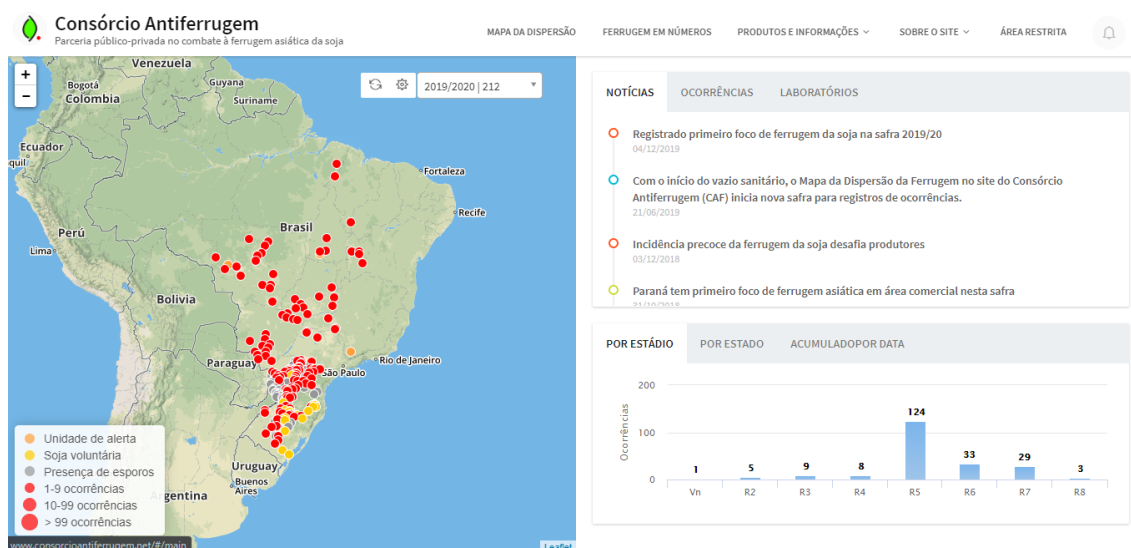 Consórcio Antiferrugem
Parceria público-privada no combate à ferrugem asiática da soja
MAPA DA DISPERSÃO
FERRUGEM EM NÚMEROS
PRODUTOS E INFORMAÇÕES
SOBRE O SITE
ÁREA RESTRITA
+
−
2019/2020 | 212
Venezuela
Bogotá
Colombia
Guyana
Suriname
Ecuador
quil
Fortaleza
Recife
Perú
Lima
Brasil
Bolivia
Paraguay
São Paulo
Rio de Janeiro
Uruguay
Buenos
Aires
gentina
Unidade de alerta
Soja voluntária
Presença de esporos
1-9 ocorrências
10-99 ocorrências
> 99 ocorrências
www.consorcioantiferrugem.net/#/main
Leaflet
NOTÍCIAS OCORRÊNCIAS LABORATÓRIOS
Registrado primeiro foco de ferrugem da soja na safra 2019/20
04/12/2019
Com o início do vazio sanitário, o Mapa da Dispersão da Ferrugem no site do Consórcio
Antiferrugem (CAF) inicia nova safra para registros de ocorrências.
21/06/2019
Incidência precoce da ferrugem da soja desafia produtores
03/12/2018
Paraná tem primeiro foco de ferrugem asiática em área comercial nesta safra
31/10/2018
POR ESTÁDIO POR ESTADO ACUMULADOPOR DATA
Ocorrências
200
100
0
1 5 9 8 124 33 29 3
Vn R2 R3 R4 R5 R6 R7 R8